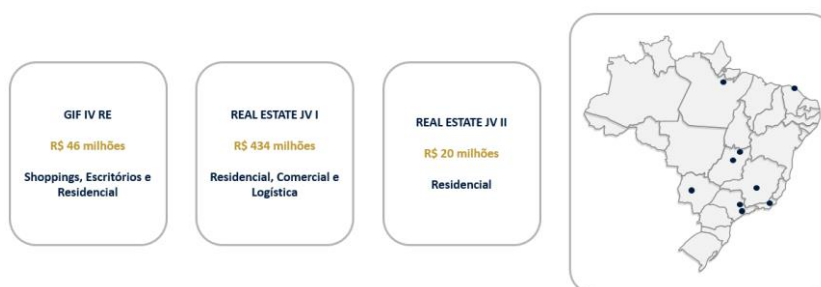 GIF IV RE
R$ 46 milhões
Shoppings, Escritórios e
Residencial
REAL ESTATE JV I
R$ 434 milhões
Residencial, Comercial e
Logística
REAL ESTATE JV II
R$ 20 milhões
Residencial